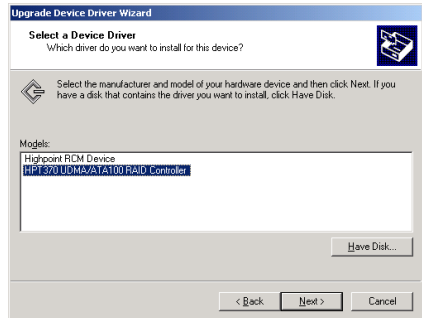 Upgrade Device Driver Wizard
Select a Device Driver
Which driver do you want to install for this device?
Select the manufacturer and model of your hardware device and then click Next. If you
have a disk that contains the driver you want to install, click Have Disk.
Models:
Highpoint RCM Device
HPT370 UDMA/ATA100 RAID Controller
Have Disk...
< Back
Next >
Cancel